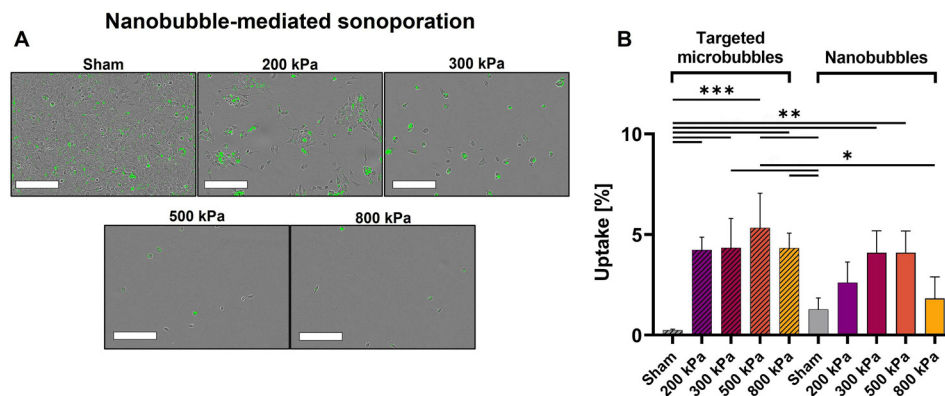 Nanobubble-mediated sonoporation
A
Sham
200 kPa
300 kPa
500 kPa
800 kPa
B
Targeted
microbubbles
Nanobubbles
***
**
*
10
5
0
Uptake [%]
Sham
200 kPa
300 kPa
500 kPa
800 kPa
Sham
200 kPa
300 kPa
500 kPa
800 kPa